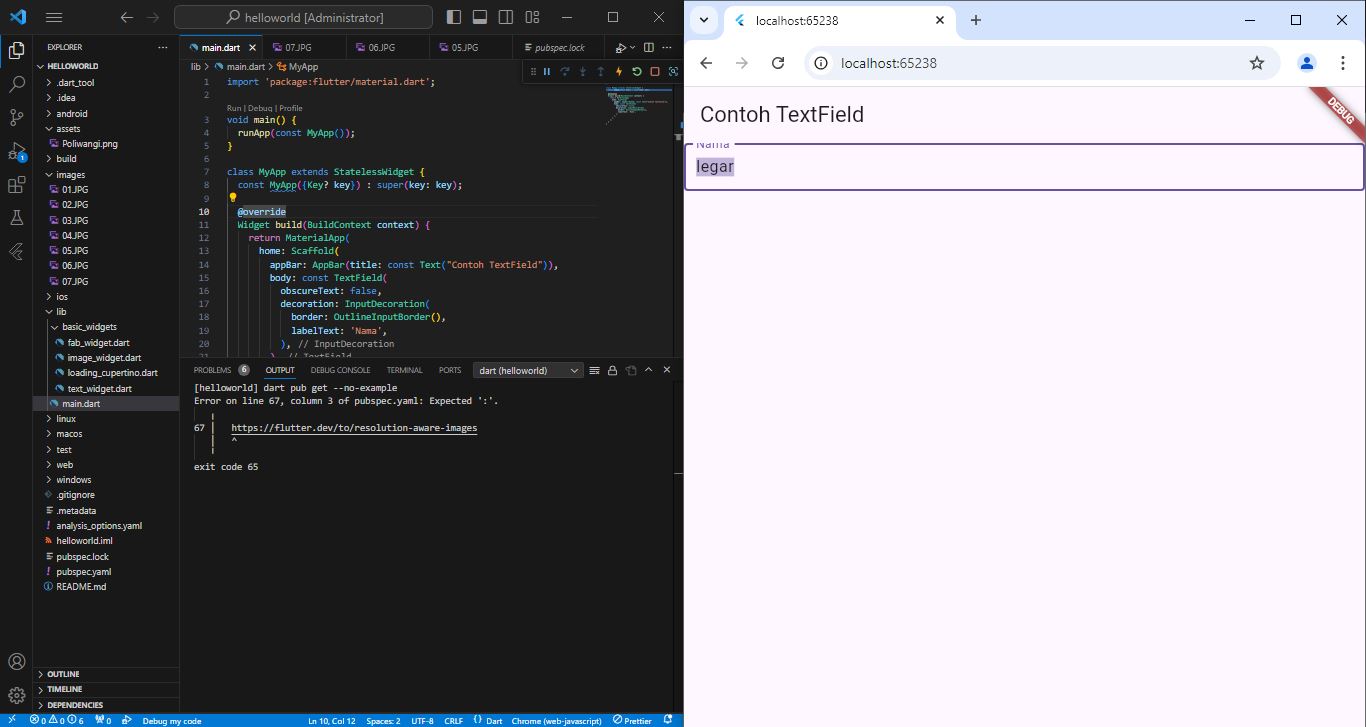 helloworld [Administrator]
EXPLORER
HELLOWORLD
.dart_tool
.idea
android
assets
Poliwangi.png
build
images
01.JPG
02.JPG
03.JPG
04.JPG
05.JPG
06.JPG
07.JPG
ios
lib
basic_widgets
fab_widget.dart
image_widget.dart
loading_cupertino.dart
text_widget.dart
main.dart
linux
macos
test
web
windows
.gitignore
.metadata
analysis_options.yaml
helloworld.iml
pubspec.lock
pubspec.yaml
README.md
OUTLINE
TIMELINE
DEPENDENCIES
main.dart 07.JPG 06.JPG 05.JPG pubspec.lock
lib > main.dart > MyApp
1 import 'package:flutter/material.dart';
2
Run | Debug | Profile
3 void main() {
4 runApp(const MyApp());
5 }
6
7 class MyApp extends StatelessWidget {
8 const MyApp({Key? key}) : super(key: key);
9
10 @override
11 Widget build(BuildContext context) {
12 return MaterialApp(
13 home: Scaffold(
14 appBar: AppBar(title: const Text("Contoh TextField")),
15 body: const TextField(
16 obscureText: false,
17 decoration: InputDecoration(
18 border: OutlineInputBorder(),
19 labelText: 'Nama',
20 ), // InputDecoration
21 ), // TextField
PROBLEMS 6 OUTPUT DEBUG CONSOLE TERMINAL PORTS dart (helloworld)
[helloworld] dart pub get --no-example
Error on line 67, column 3 of pubspec.yaml: Expected ':'.
67 | https://flutter.dev/to/resolution-aware-images
^
exit code 65
1
0 0 6 0 Debug my code Ln 10, Col 12 Spaces: 2 UTF-8 CRLF {} Dart Chrome (web-javascript) Prettier
localhost:65238
localhost:65238
Contoh TextField
DEBUG
Nama
legar